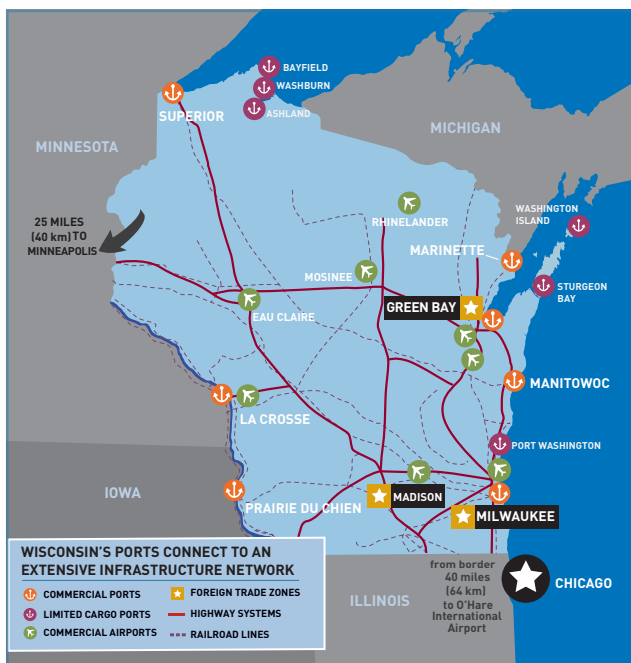 BAYFIELD
WASHBURN
ASHLAND
SUPERIOR
MICHIGAN
MINNESOTA
WASHINGTON
ISLAND
25 MILES
(40 km) TO
MINNEAPOLIS
RHINELANDER
MARINETTE
MOSINEE
STURGEON
BAY
GREEN BAY
EAU CLAIRE
MANITOWOC
LA CROSSE
PORT WASHINGTON
IOWA
PRAIRIE DU CHIEN
MADISON
MILWAUKEE
WISCONSIN'S PORTS CONNECT TO AN
EXTENSIVE INFRASTRUCTURE NETWORK
COMMERCIAL PORTS
LIMITED CARGO PORTS
COMMERCIAL AIRPORTS
FOREIGN TRADE ZONES
HIGHWAY SYSTEMS
RAILROAD LINES
ILLINOIS
from border
40 miles
(64 km)
to O'Hare
International
Airport
CHICAGO